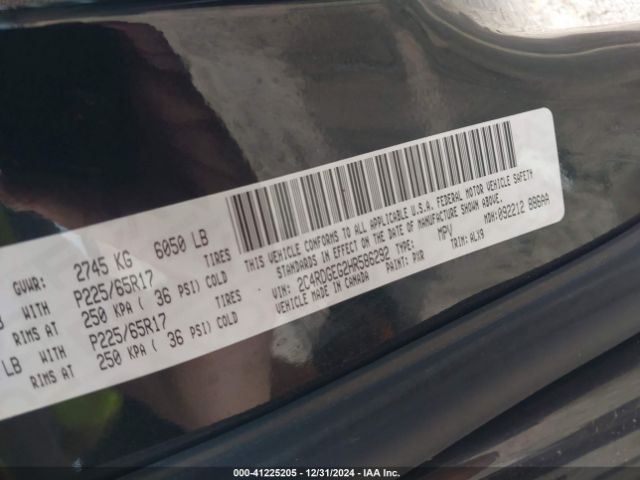 GVWR: 2745 KG 6050 LB
WITH P225/65R17 TIRES
RIMS AT 250 KPA ( 36 PSI) COLD
LB WITH P225/65R17 TIRES
RIMS AT 250 KPA ( 36 PSI) COLD
THIS VEHICLE CONFORMS TO ALL APPLICABLE U.S.A. FEDERAL MOTOR VEHICLE SAFETY
STANDARDS IN EFFECT ON THE DATE OF MANUFACTURE SHOWN ABOVE.
VIN: 2C4RDGEG2HR586292 TYPE: MPV MDH:092212 886AA
PAINT: PXR TRIM: ALX9
MADE IN CANADA
000-41225205 - 12/31/2024 - IAA Inc.